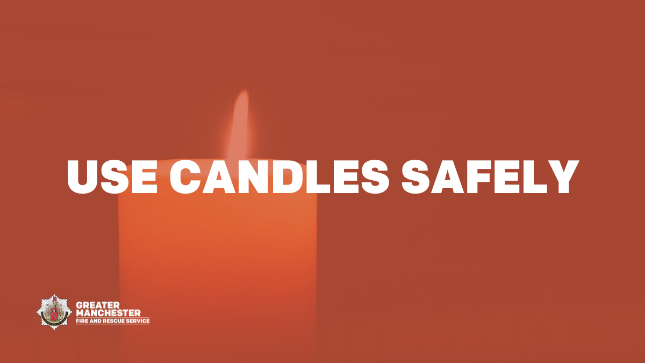 USE CANDLES SAFELY
GREATER
MANCHESTER
FIRE AND RESCUE SERVICE